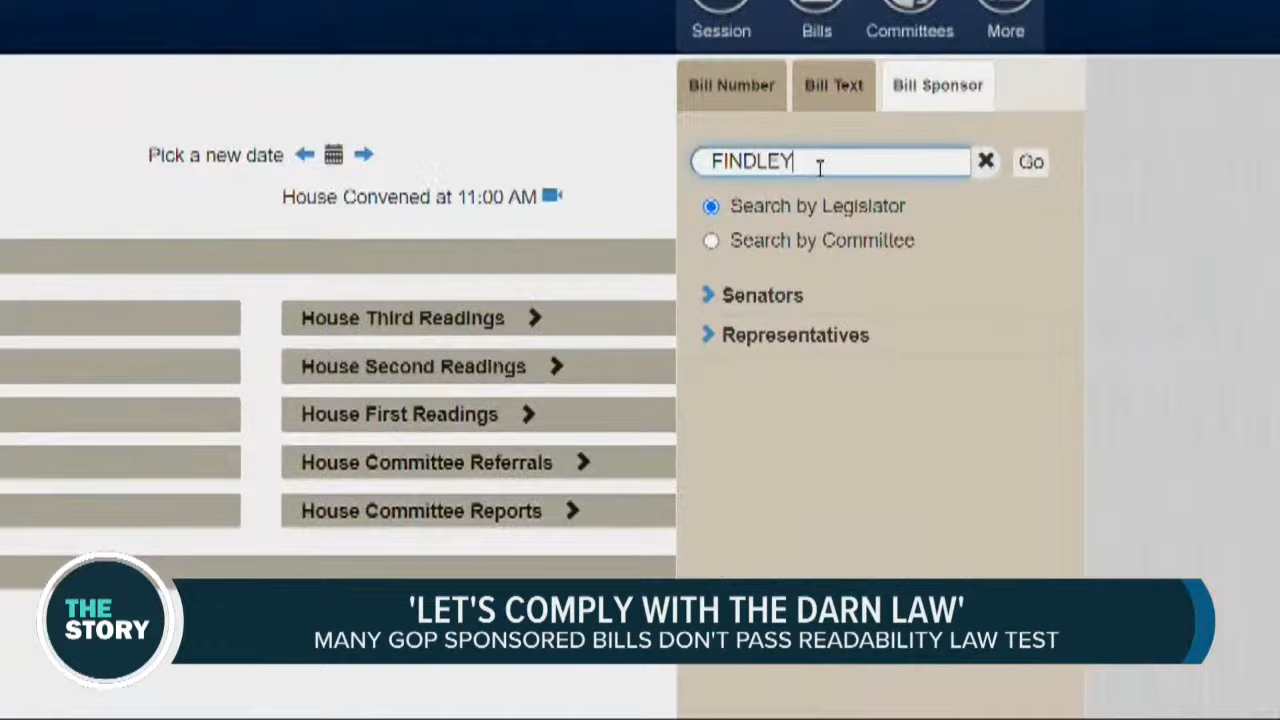 Session Bills Committees More
Bill Number Bill Text Bill Sponsor
Pick a new date
FINDLEY
Go
House Convened at 11:00 AM
Search by Legislator
Search by Committee
Senators
Representatives
House Third Readings
House Second Readings
House First Readings
House Committee Referrals
House Committee Reports
THE
STORY
'LET'S COMPLY WITH THE DARN LAW'
MANY GOP SPONSORED BILLS DON'T PASS READABILITY LAW TEST